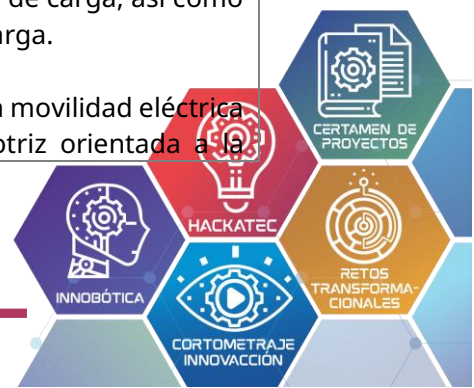 de carga, así como
arga.
movilidad eléctrica
otriz orientada a la
CERTAMEN DE
PROYECTOS
HACKATEC
INNOBÓTICA
RETOS
TRANSFORMA-
CIONALES
CORTOMETRAJE
INNOVACCIÓN